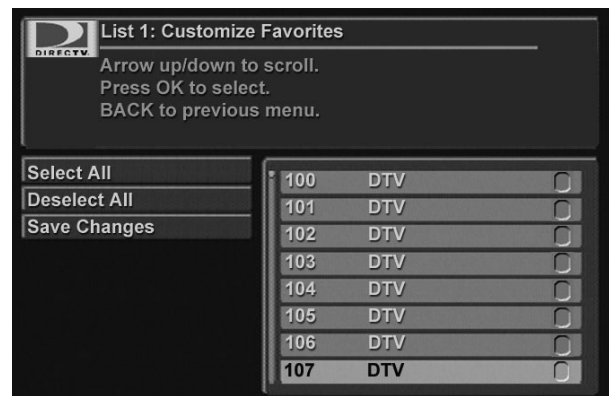 List 1: Customize Favorites
DIRECTV
Arrow up/down to scroll.
Press OK to select.
BACK to previous menu.
Select All
Deselect All
Save Changes
100 DTV
101 DTV
102 DTV
103 DTV
104 DTV
105 DTV
106 DTV
107 DTV